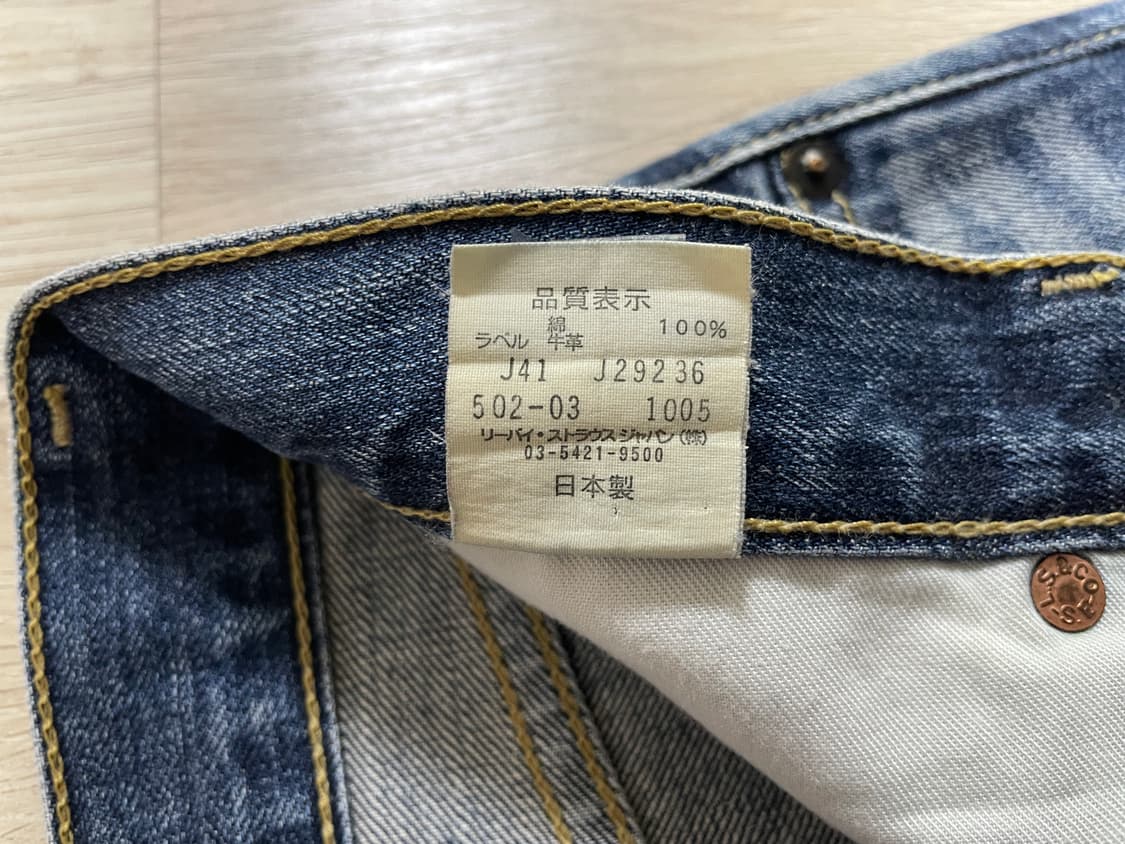 品質表示
綿 100%
ラベル 牛革
J41 J29236
502-03 1005
リーバイ・ストラウスジャパン(株)
03-5421-9500
日本製
L.S.&CO.-S.F.-